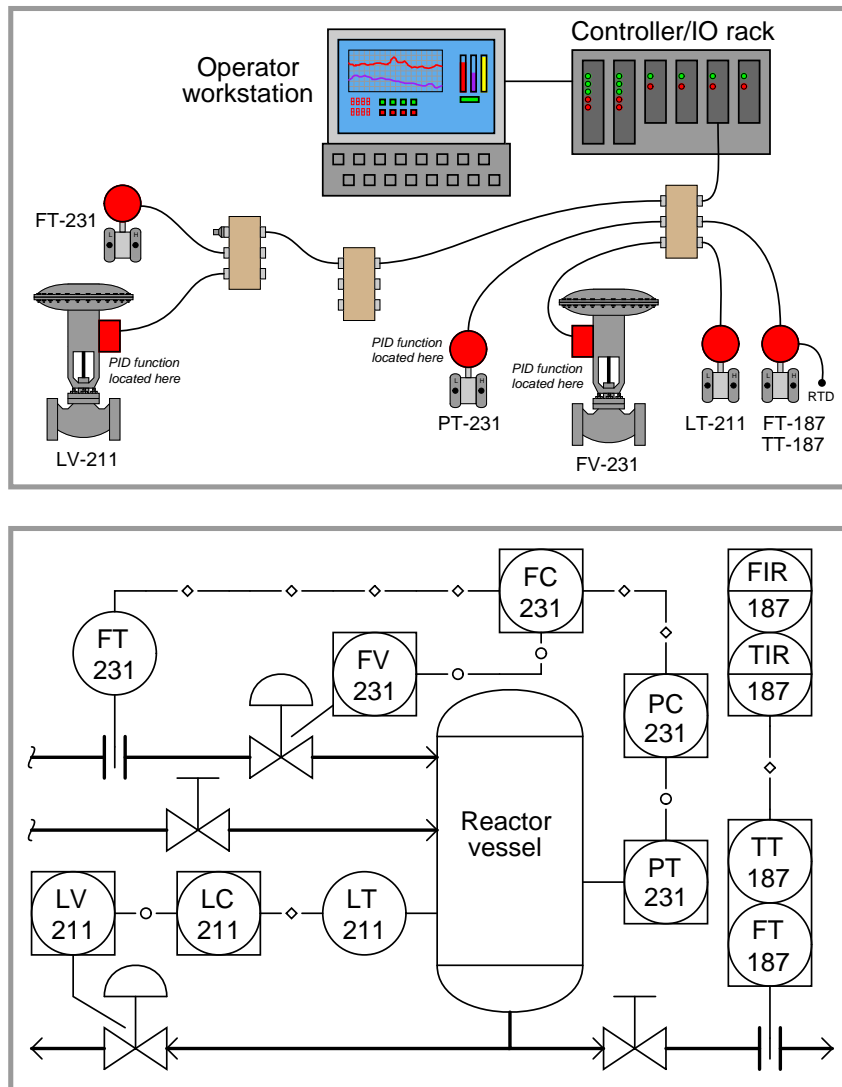 Operator
workstation
Controller/IO rack
FT-231
L H
LV-211
PID function
located here
PID function
located here
L H
PT-231
PID function
located here
FV-231
L H
LT-211
L H
FT-187
TT-187
RTD
FT
231
FV
231
FC
231
PC
231
PT
231
FIR
187
TIR
187
TT
187
FT
187
Reactor
vessel
LV
211
LC
211
LT
211